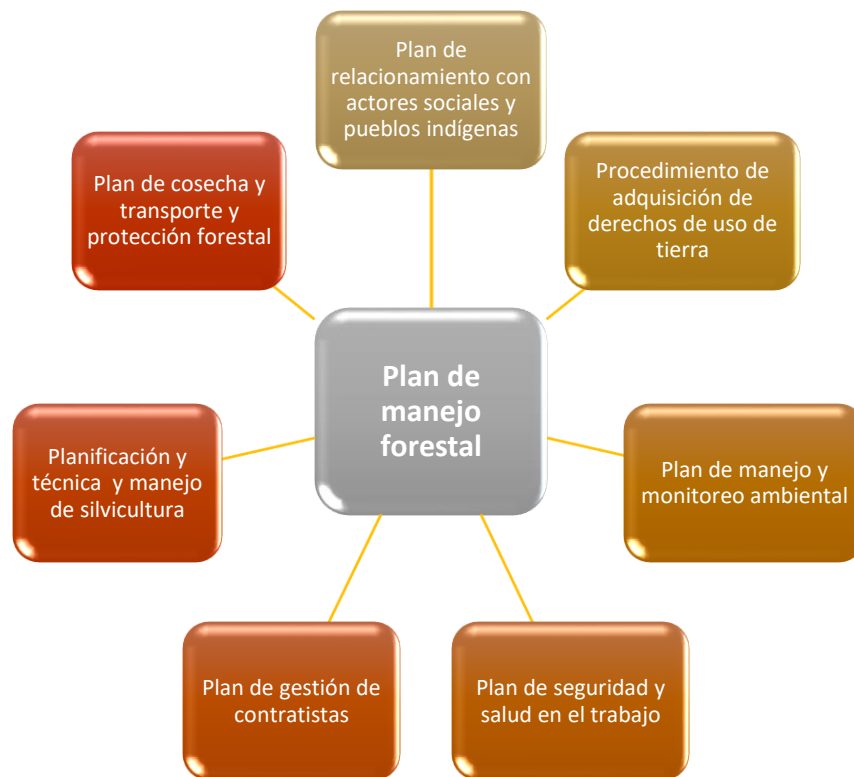 Plan de
relacionamiento con
actores sociales y
pueblos indígenas
Procedimiento de
adquisición de
derechos de uso de
tierra
Plan de manejo y
monitoreo ambiental
Plan de seguridad y
salud en el trabajo
Plan de gestión de
contratistas
Planificación y
técnica y manejo
de silvicultura
Plan de cosecha y
transporte y
protección forestal
Plan de
manejo
forestal